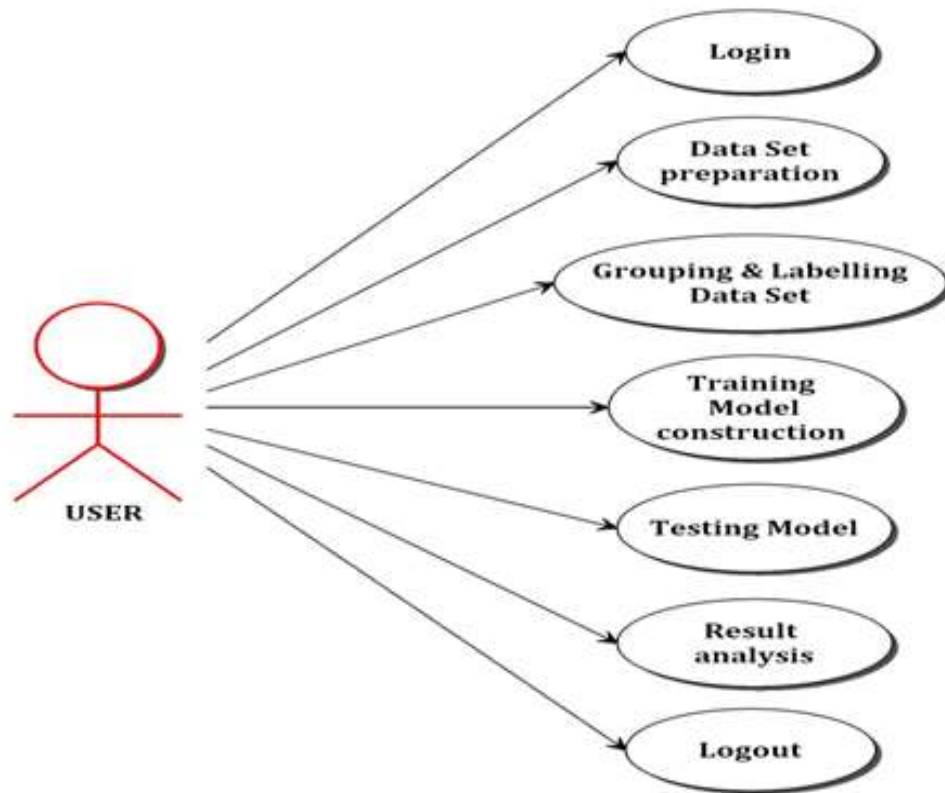 Login
Data Set
preparation
Grouping & Labelling
Data Set
Training
Model
construction
USER
Testing Model
Result
analysis
Logout